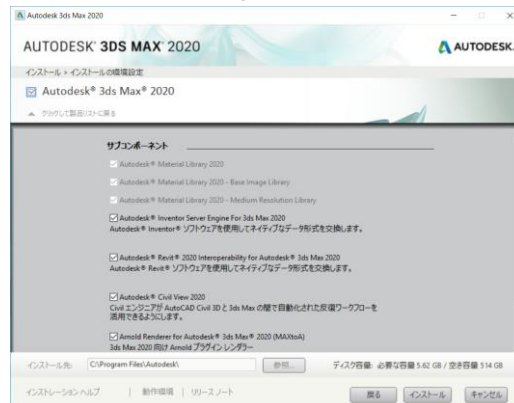 Autodesk 3ds Max 2020
AUTODESK® 3DS MAX® 2020
AUTODESK.
インストール > インストールの環境設定
Autodesk® 3ds Max® 2020
クリックして製品リストに戻る
サブコンポーネント
Autodesk® Material Library 2020
Autodesk® Material Library 2020 - Base Image Library
Autodesk® Material Library 2020 - Medium Resolution Library
Autodesk® Inventor Server Engine For 3ds Max 2020
Autodesk® Inventor® ソフトウェアを使用してネイティブなデータ形式を交換します。
Autodesk® Revit® 2020 Interoperability for Autodesk® 3ds Max 2020
Autodesk® Revit® ソフトウェアを使用してネイティブなデータ形式を交換します。
Autodesk® Civil View 2020
Civil エンジニアが AutoCAD Civil 3D と 3ds Max の間で自動化された反復ワークフローを
活用できるようにします。
Arnold Renderer for Autodesk® 3ds Max® 2020 (MAXtoA)
3ds Max 2020 向け Arnold プラグイン レンダラー
インストール先: C:\Program Files\Autodesk\ 参照... ディスク容量: 必要な容量 5.62 GB / 空き容量 514 GB
インストレーション ヘルプ | 動作環境 | リリース ノート 戻る インストール キャンセル